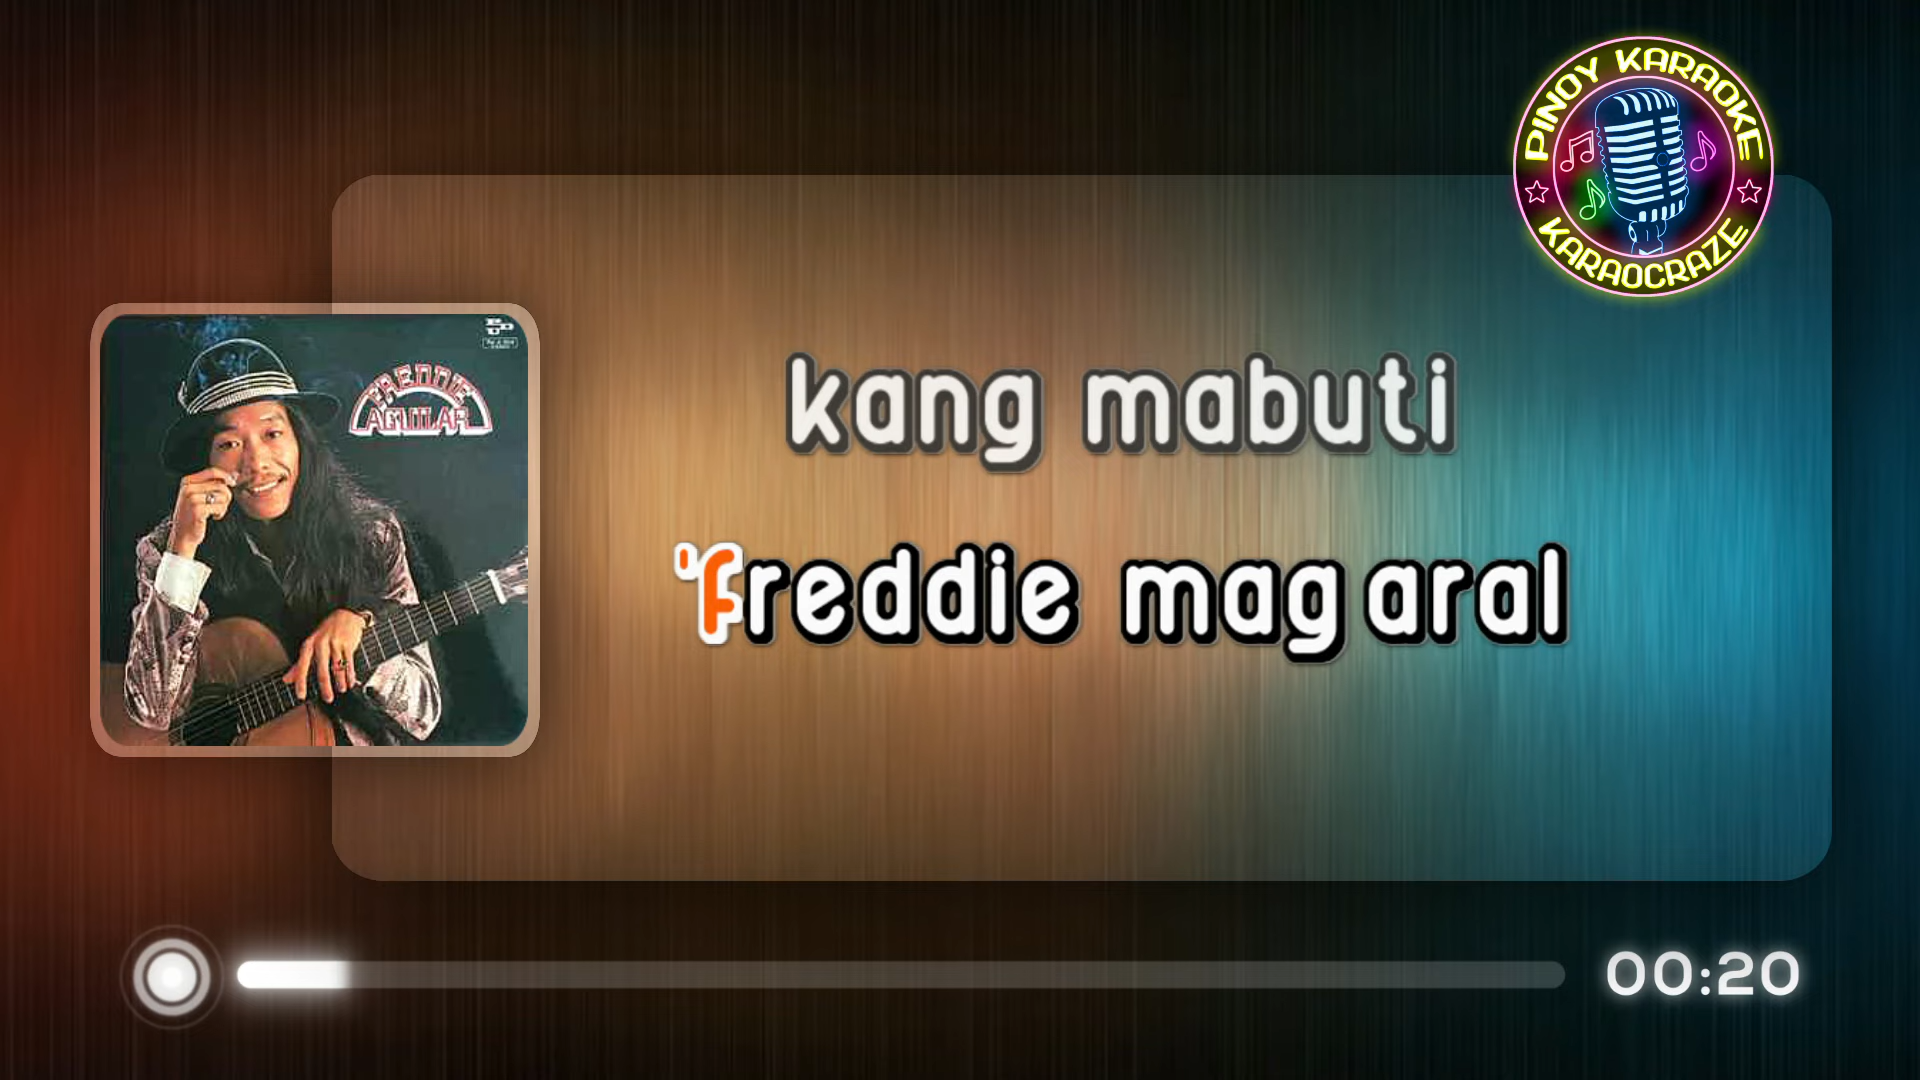 PINOY KARAOKE
KARAOCRAZE
FREDDIE
AGUILAR
kang mabuti
'freddie mag aral
00:20